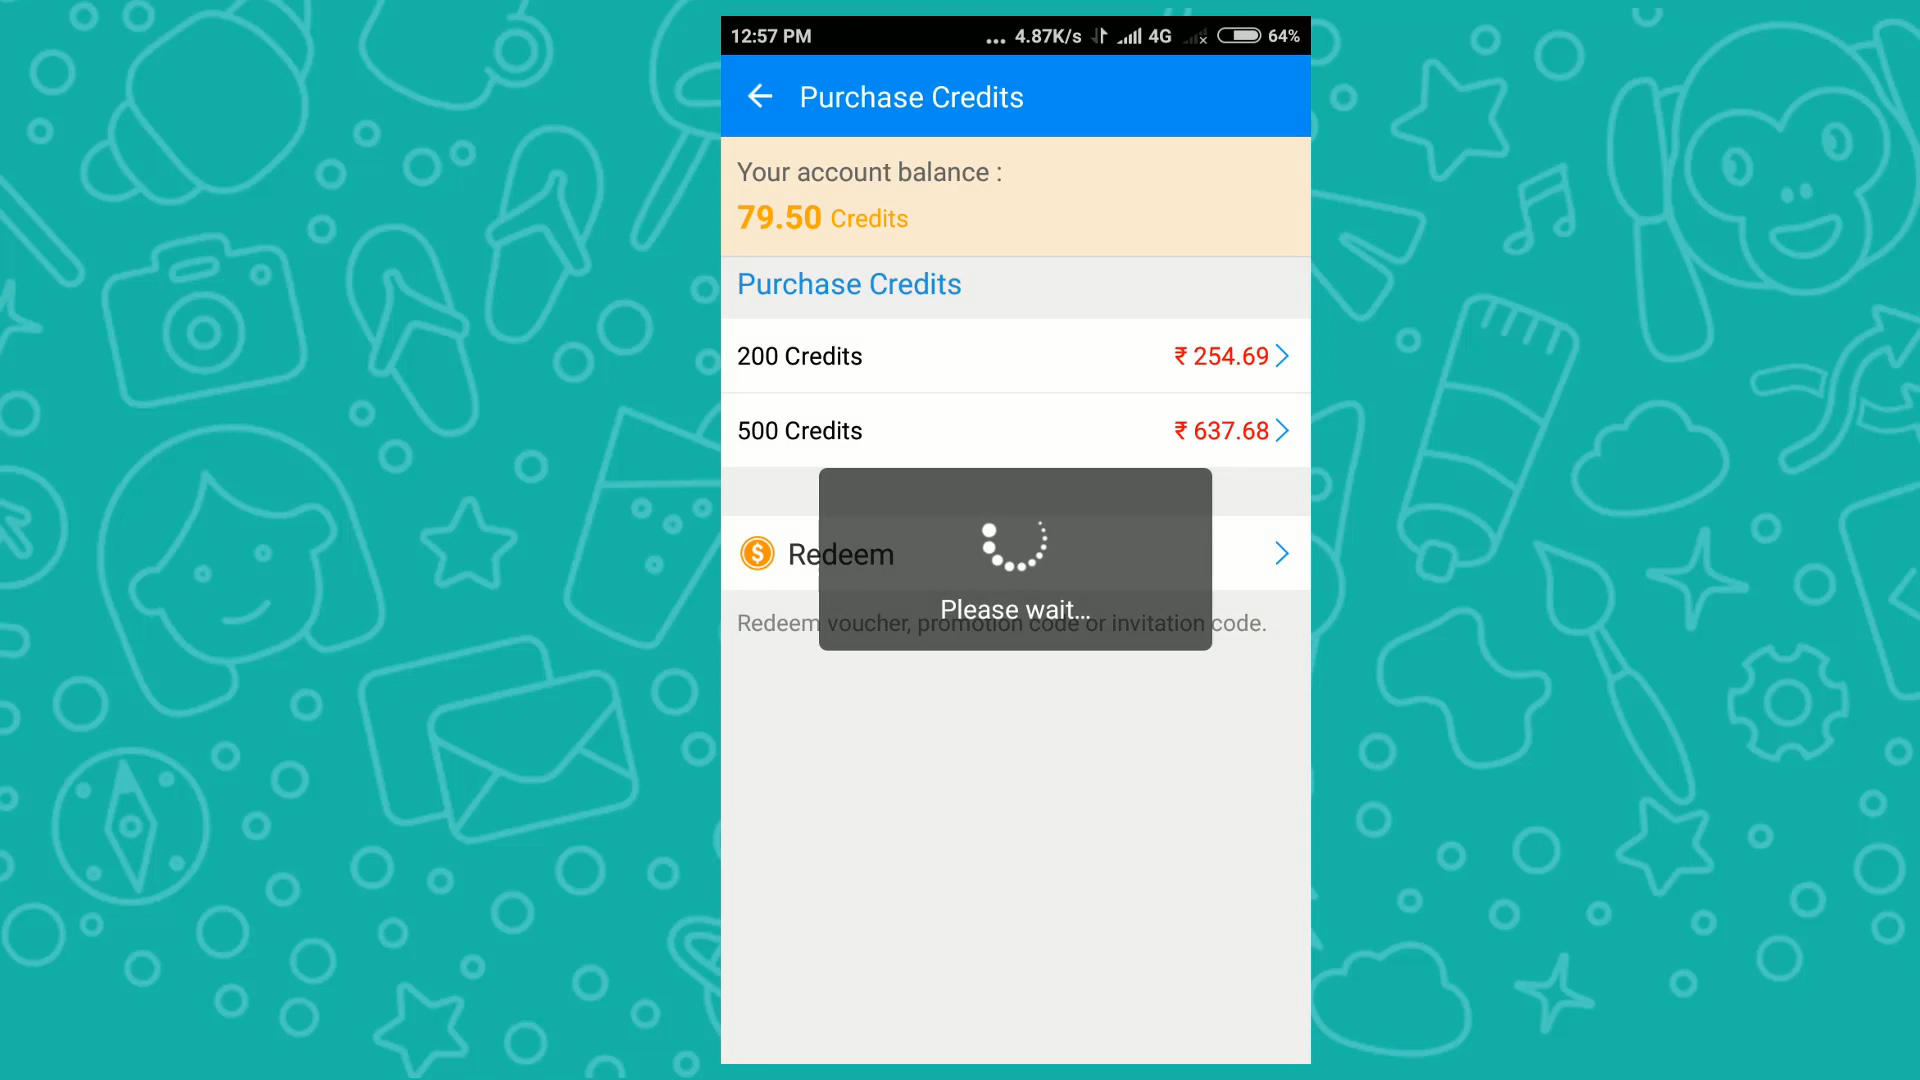 12:57 PM ... 4.87K/s 4G 64%
Purchase Credits
Your account balance :
79.50 Credits
Purchase Credits
200 Credits ₹ 254.69
500 Credits ₹ 637.68
Redeem
Please wait...
Redeem voucher, promotion code or invitation code.